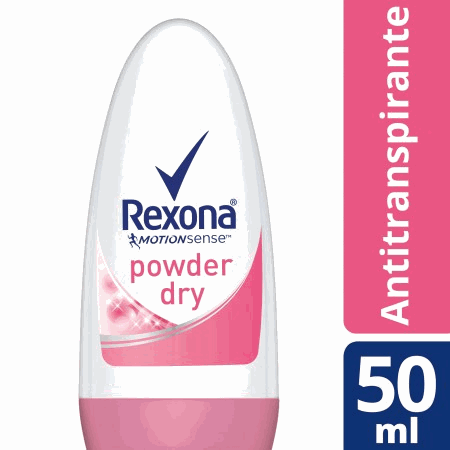 Rexona®
MOTIONSENSE™
powder
dry
Antitranspirante
50
ml